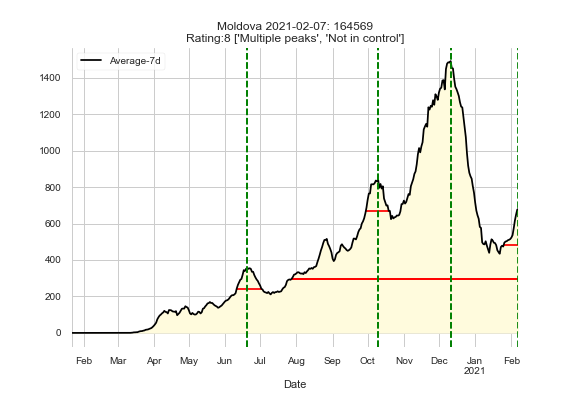 Moldova 2021-02-07: 164569
Rating:8 ['Multiple peaks', 'Not in control']
Average-7d
1400
1200
1000
800
600
400
200
0
Feb Mar Apr May Jun Jul Aug Sep Oct Nov Dec Jan Feb
2021
Date